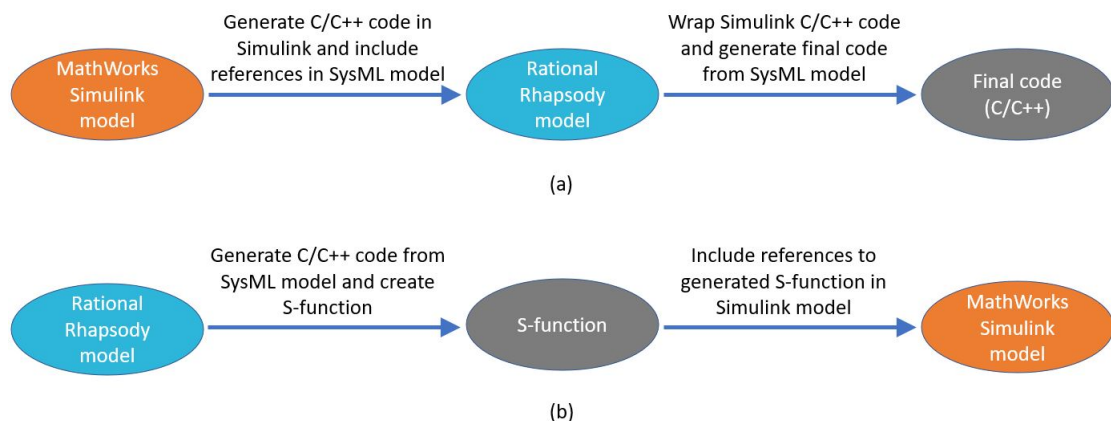 Generate C/C++ code in
Simulink and include
references in SysML model
Wrap Simulink C/C++ code
and generate final code
from SysML model
MathWorks
Simulink
model
Rational
Rhapsody
model
Final code
(C/C++)
(a)
Generate C/C++ code from
SysML model and create
S-function
Include references to
generated S-function in
Simulink model
Rational
Rhapsody
model
S-function
MathWorks
Simulink
model
(b)